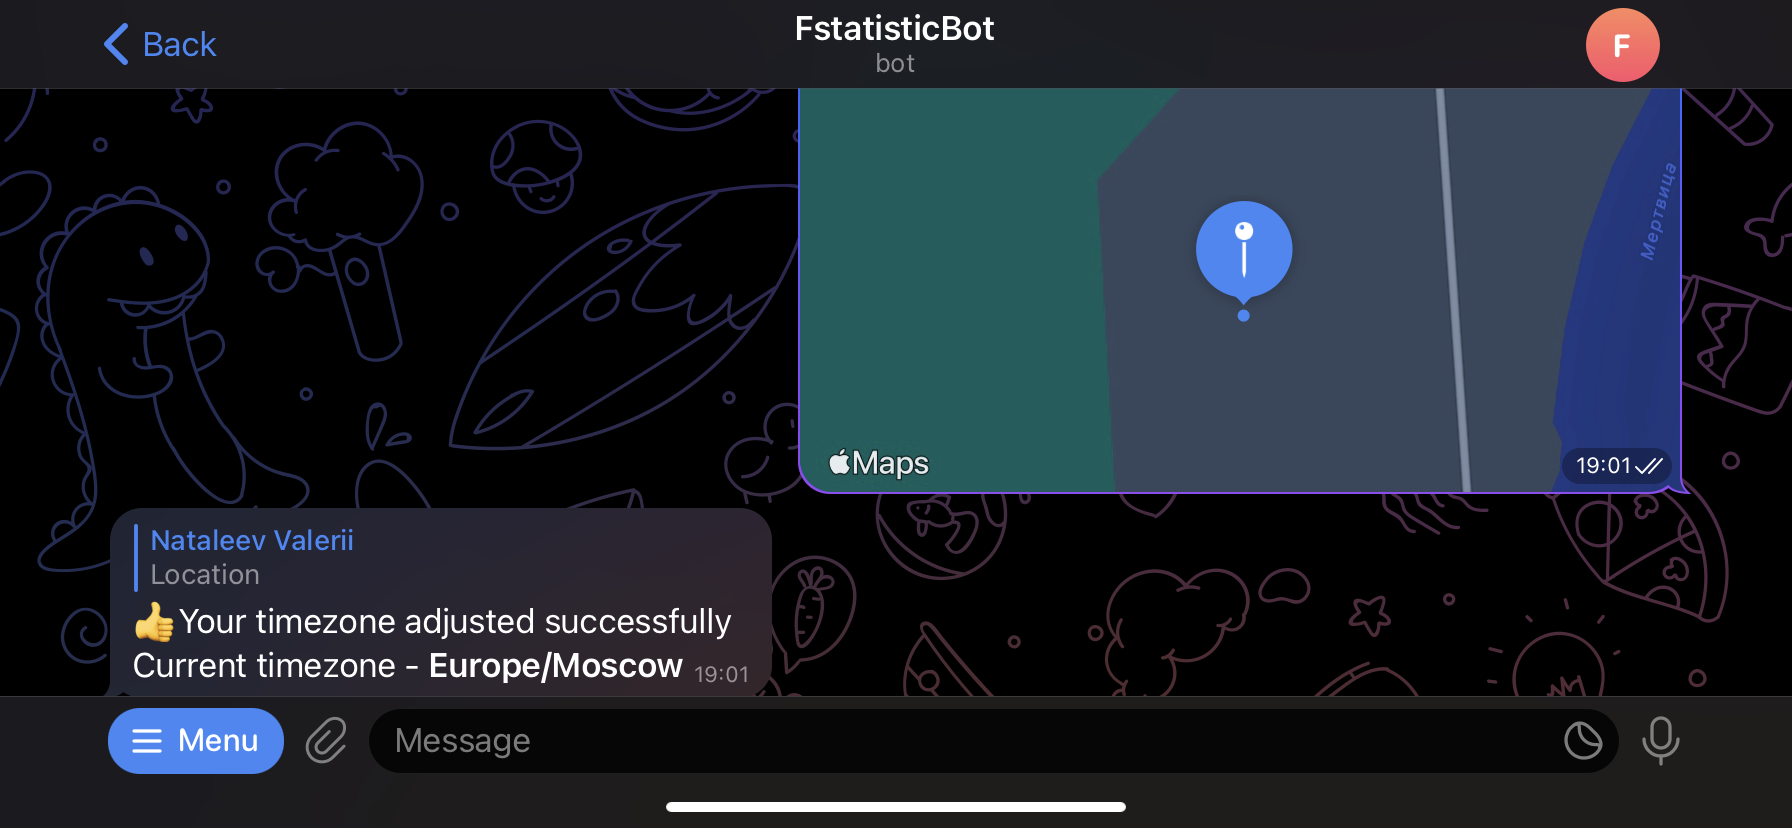 Back
FstatisticBot
bot
F
Мертвица
Maps
19:01
Nataleev Valerii
Location
👍Your timezone adjusted successfully
Current timezone - Europe/Moscow 19:01
Menu
Message